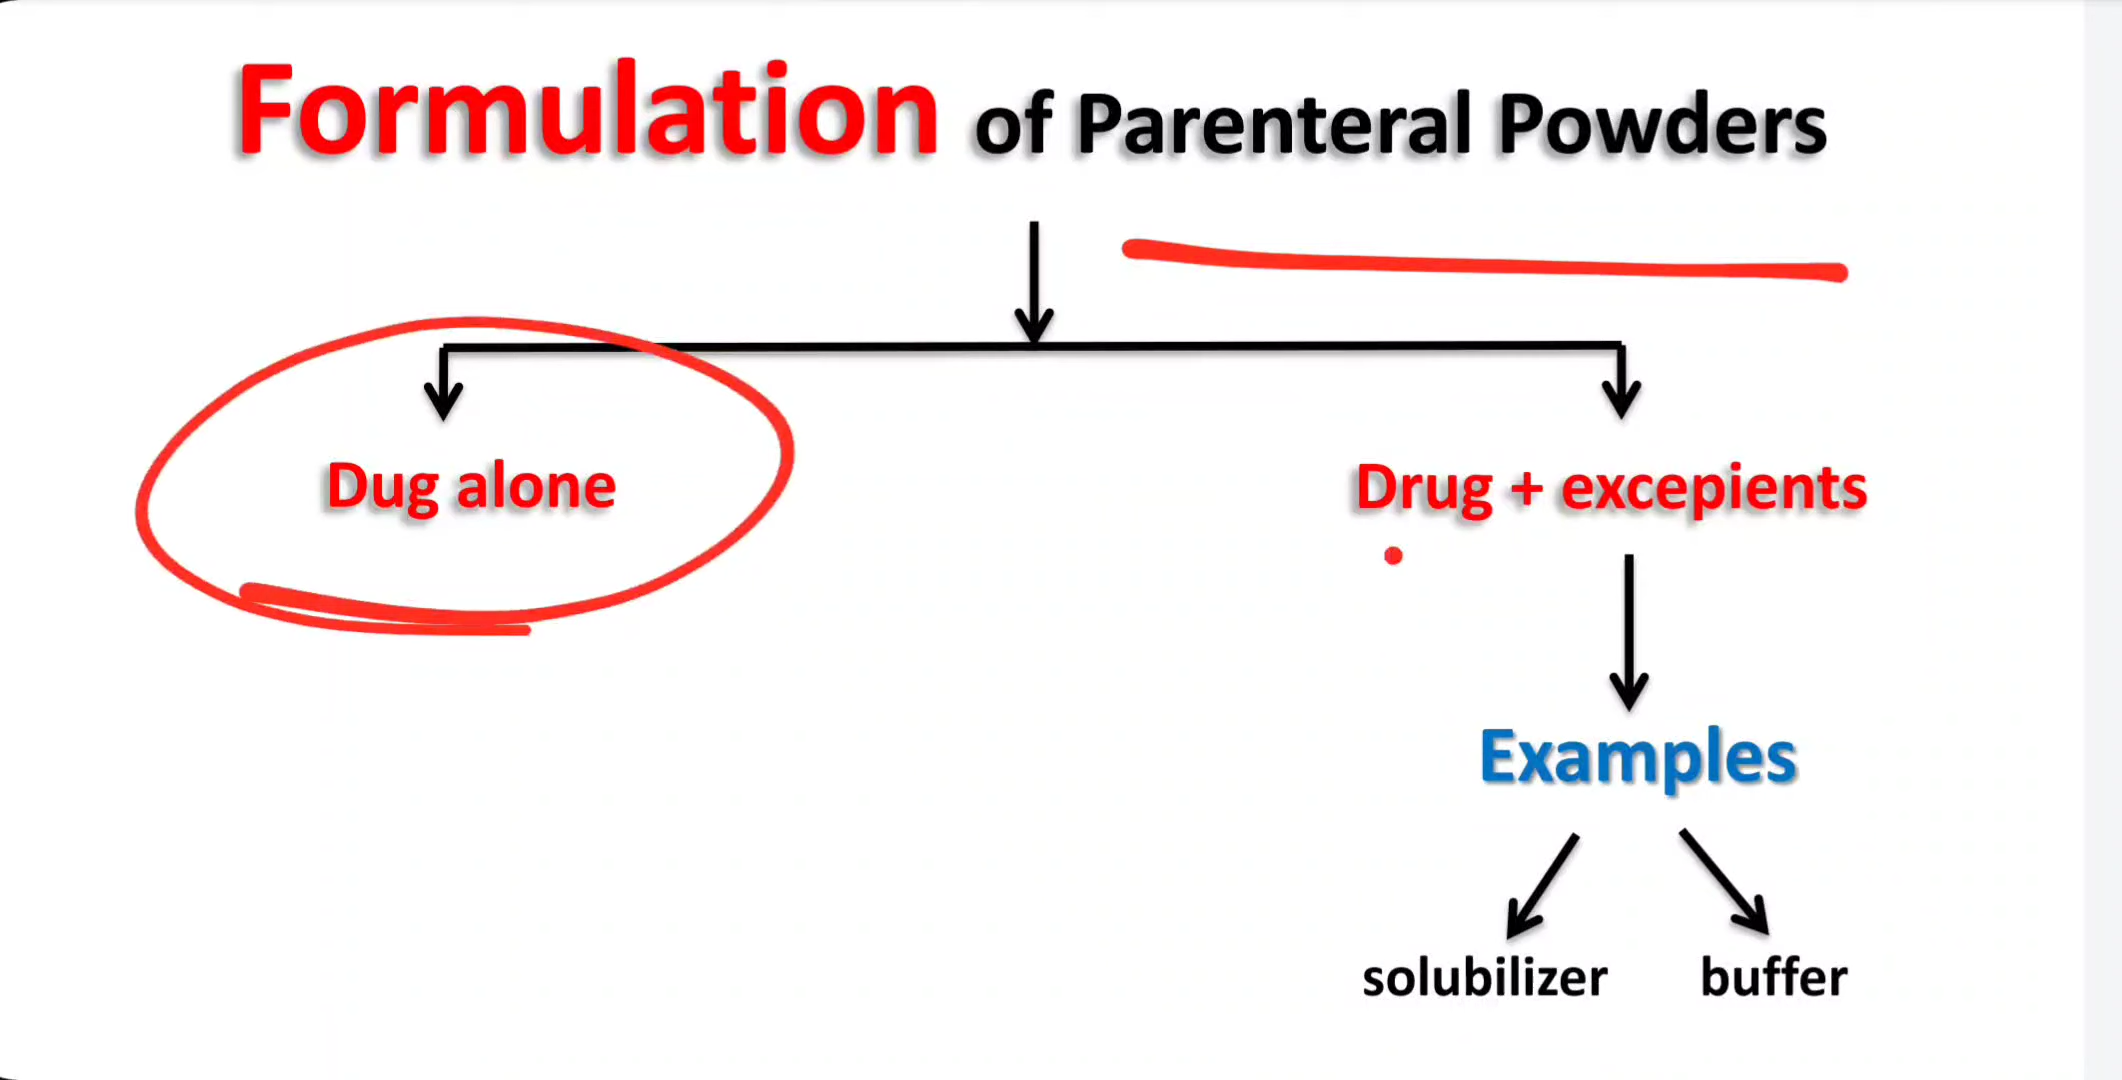 Formulation of Parenteral Powders
Dug alone
Drug + excepients
Examples
solubilizer
buffer